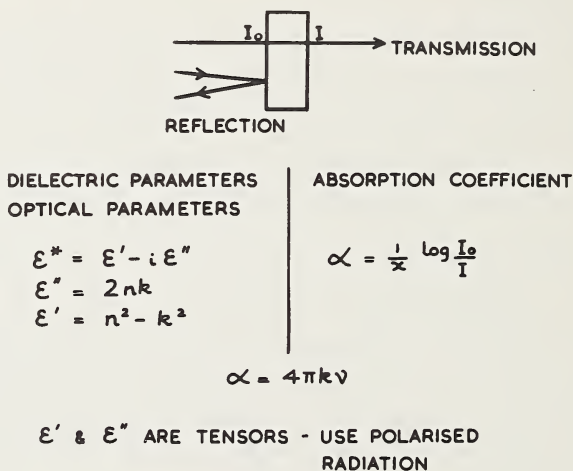 I₀ I
TRANSMISSION
REFLECTION
DIELECTRIC PARAMETERS
OPTICAL PARAMETERS
ε* = ε' - i ε"
ε" = 2nk
ε' = n² - k²
ABSORPTION COEFFICIENT
α = 1/x log I₀/I
α = 4πkν
ε' & ε" ARE TENSORS - USE POLARISED
RADIATION